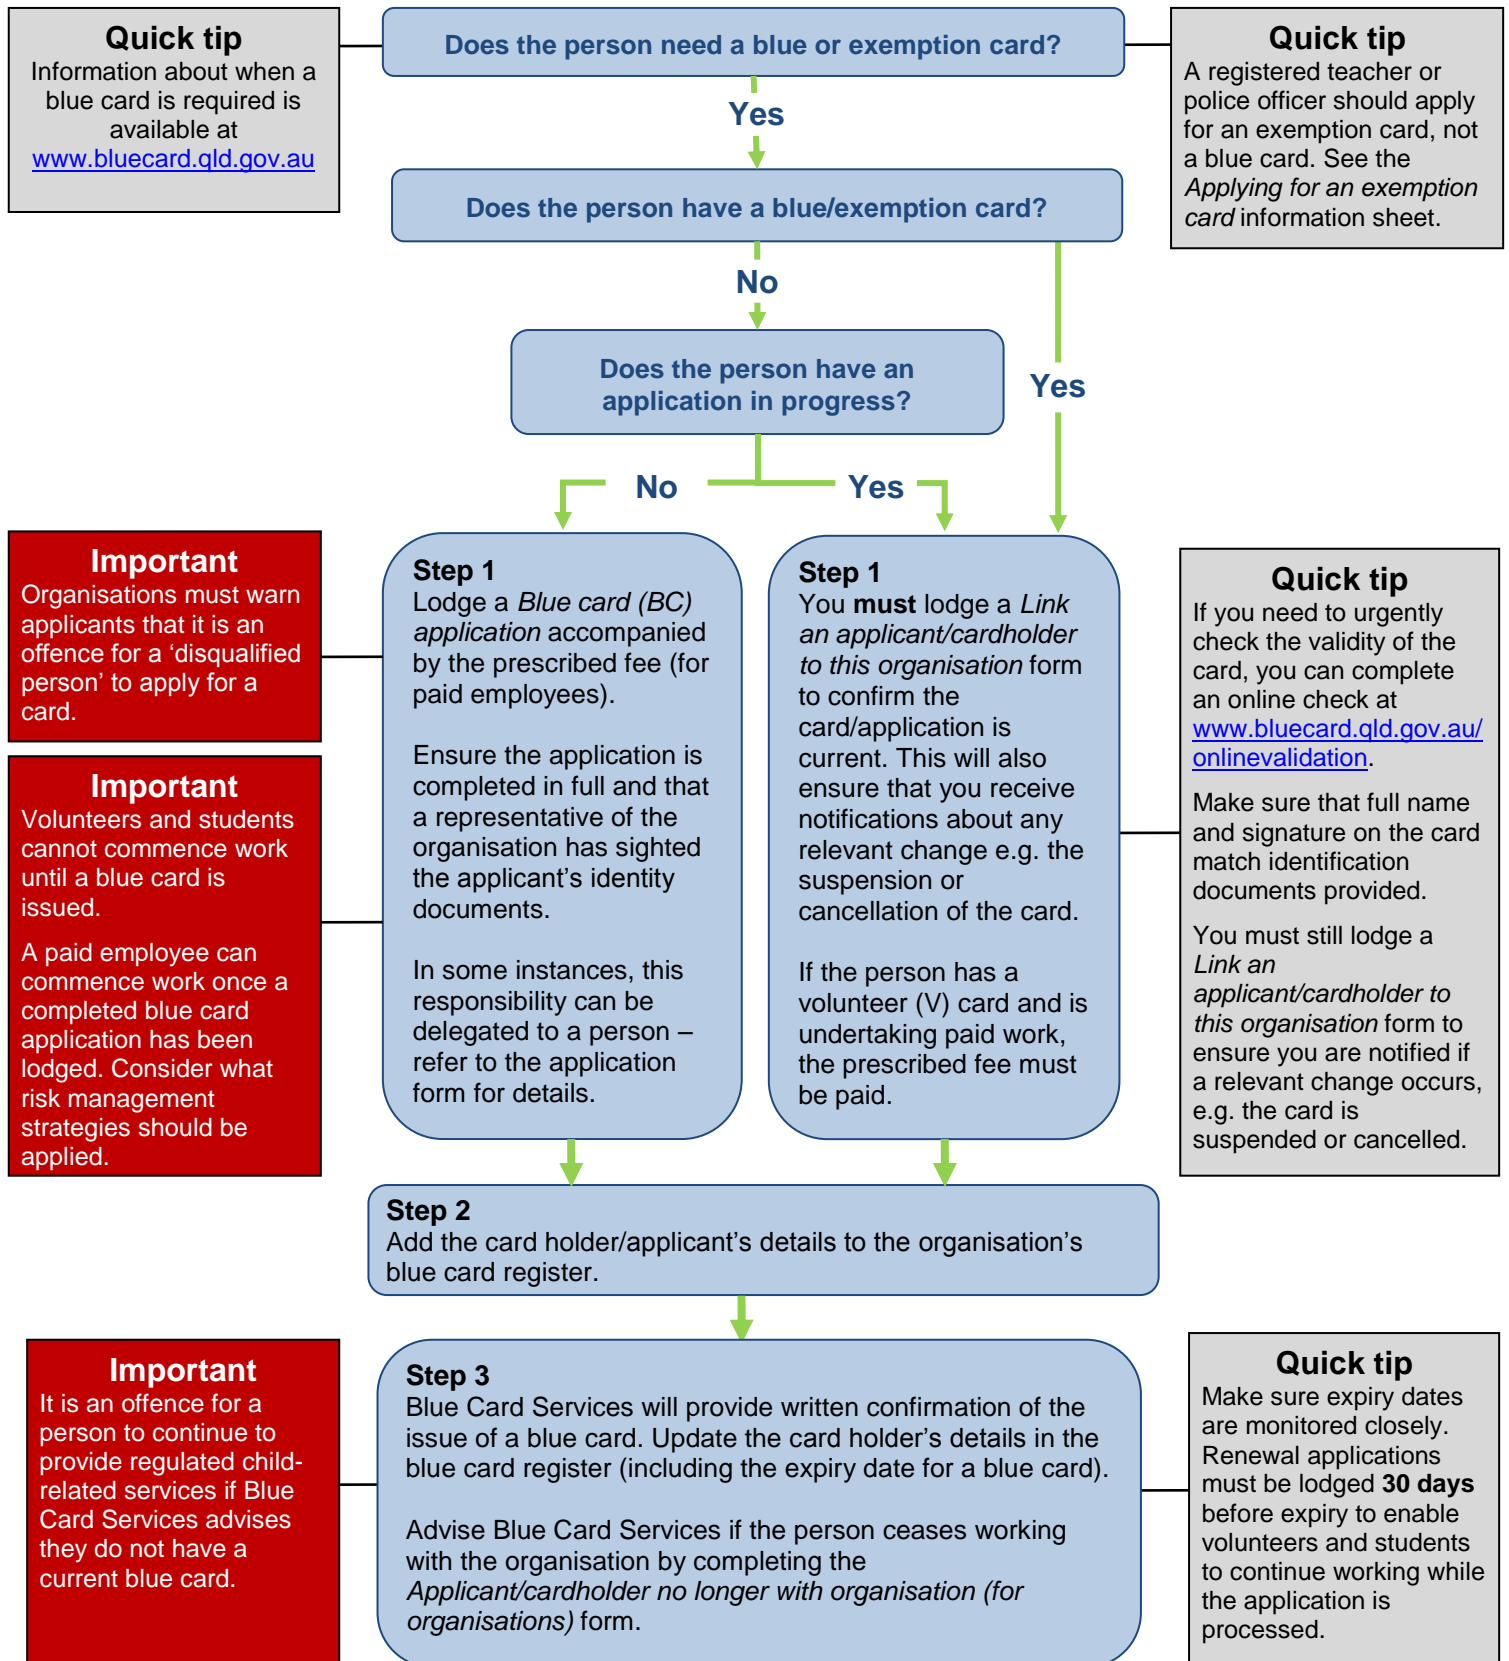 Quick tip
Information about when a
blue card is required is
available at
www.bluecard.qld.gov.au
Does the person need a blue or exemption card?
Quick tip
A registered teacher or
police officer should apply
for an exemption card, not
a blue card. See the
Applying for an exemption
card information sheet.
Yes
Does the person have a blue/exemption card?
No
Does the person have an
application in progress?
Yes
No
Yes
Important
Organisations must warn
applicants that it is an
offence for a ‘disqualified
person’ to apply for a
card.
Important
Volunteers and students
cannot commence work
until a blue card is
issued.
A paid employee can
commence work once a
completed blue card
application has been
lodged. Consider what
risk management
strategies should be
applied.
Step 1
Lodge a Blue card (BC)
application accompanied
by the prescribed fee (for
paid employees).
Ensure the application is
completed in full and that
a representative of the
organisation has sighted
the applicant’s identity
documents.
In some instances, this
responsibility can be
delegated to a person –
refer to the application
form for details.
Step 1
You must lodge a Link
an applicant/cardholder
to this organisation form
to confirm the
card/application is
current. This will also
ensure that you receive
notifications about any
relevant change e.g. the
suspension or
cancellation of the card.
If the person has a
volunteer (V) card and is
undertaking paid work,
the prescribed fee must
be paid.
Quick tip
If you need to urgently
check the validity of the
card, you can complete
an online check at
www.bluecard.qld.gov.au/
onlinevalidation.
Make sure that full name
and signature on the card
match identification
documents provided.
You must still lodge a
Link an
applicant/cardholder to
this organisation form to
ensure you are notified if
a relevant change occurs,
e.g. the card is
suspended or cancelled.
Step 2
Add the card holder/applicant’s details to the organisation’s
blue card register.
Important
It is an offence for a
person to continue to
provide regulated child-
related services if Blue
Card Services advises
they do not have a
current blue card.
Step 3
Blue Card Services will provide written confirmation of the
issue of a blue card. Update the card holder’s details in the
blue card register (including the expiry date for a blue card).
Advise Blue Card Services if the person ceases working
with the organisation by completing the
Applicant/cardholder no longer with organisation (for
organisations) form.
Quick tip
Make sure expiry dates
are monitored closely.
Renewal applications
must be lodged 30 days
before expiry to enable
volunteers and students
to continue working while
the application is
processed.